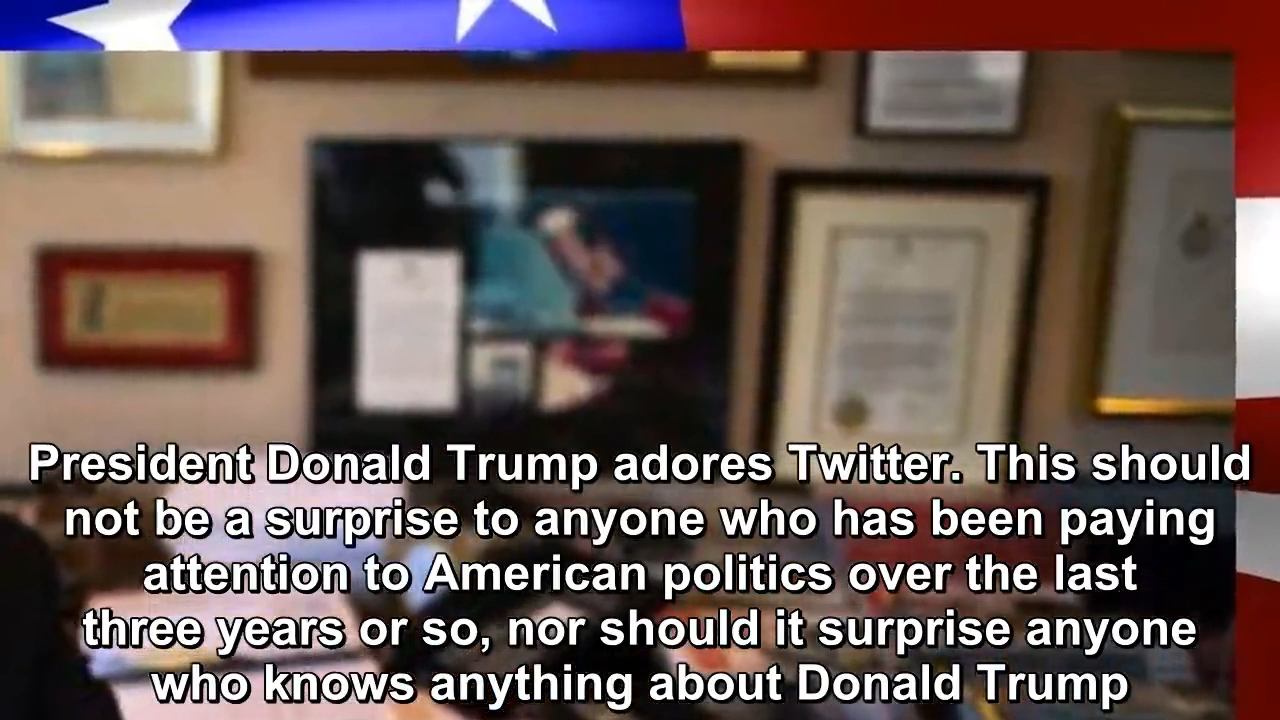 President Donald Trump adores Twitter. This should
not be a surprise to anyone who has been paying
attention to American politics over the last
three years or so, nor should it surprise anyone
who knows anything about Donald Trump